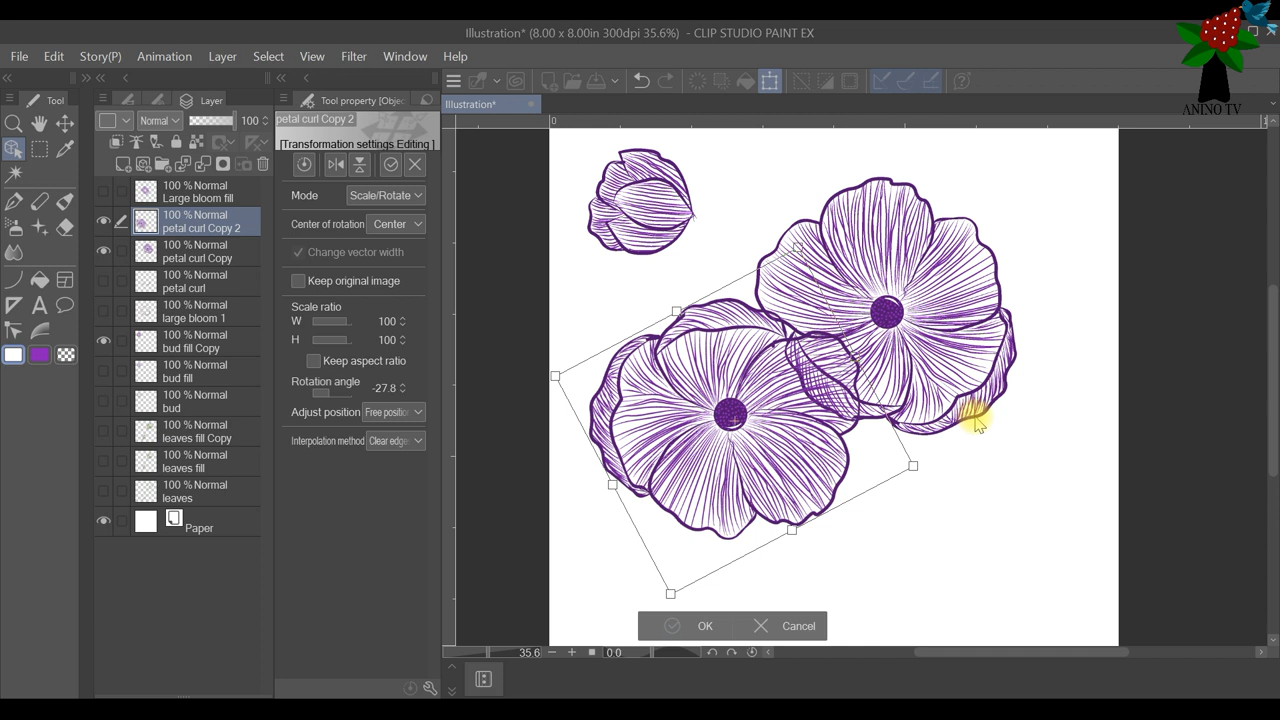 Illustration* (8.00 x 8.00in 300dpi 35.6%) - CLIP STUDIO PAINT EX
ANINO TV
File Edit Story(P) Animation Layer Select View Filter Window Help
Tool
Layer
Tool property [Objec
Illustration*
Normal 100
petal curl Copy 2
[Transformation settings Editing ]
0
1
100 % Normal
Large bloom fill
100 % Normal
petal curl Copy 2
100 % Normal
petal curl Copy
100 % Normal
petal curl
100 % Normal
large bloom 1
100 % Normal
bud fill Copy
100 % Normal
bud fill
100 % Normal
bud
100 % Normal
leaves fill Copy
100 % Normal
leaves fill
100 % Normal
leaves
Paper
Mode Scale/Rotate
Center of rotation Center
Change vector width
Keep original image
Scale ratio
W 100
H 100
Keep aspect ratio
Rotation angle -27.8
Adjust position Free positio
Interpolation method Clear edge
OK Cancel
35.6 0.0